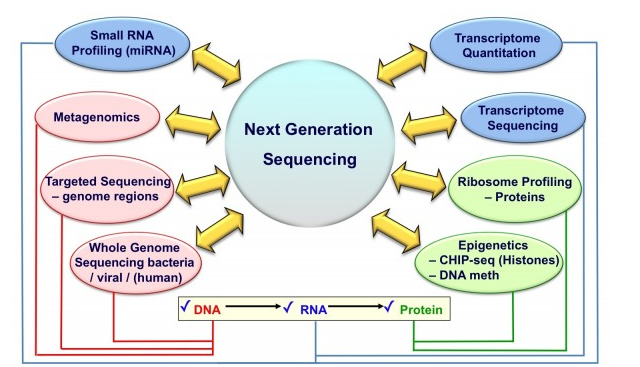 Small RNA
Profiling (miRNA)
Transcriptome
Quantitation
Metagenomics
Next Generation
Sequencing
Transcriptome
Sequencing
Targeted Sequencing
– genome regions
Ribosome Profiling
– Proteins
Whole Genome
Sequencing bacteria
/ viral / (human)
Epigenetics
– CHIP-seq (Histones)
– DNA meth
✓ DNA ✓ RNA ✓ Protein